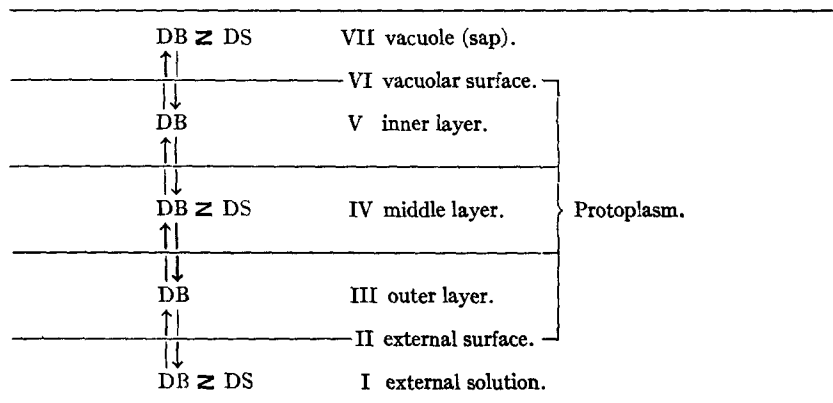 DB ⇄ DS VII vacuole (sap).
VI vacuolar surface.
DB V inner layer.
DB ⇄ DS IV middle layer. Protoplasm.
DB III outer layer.
II external surface.
DB ⇄ DS I external solution.